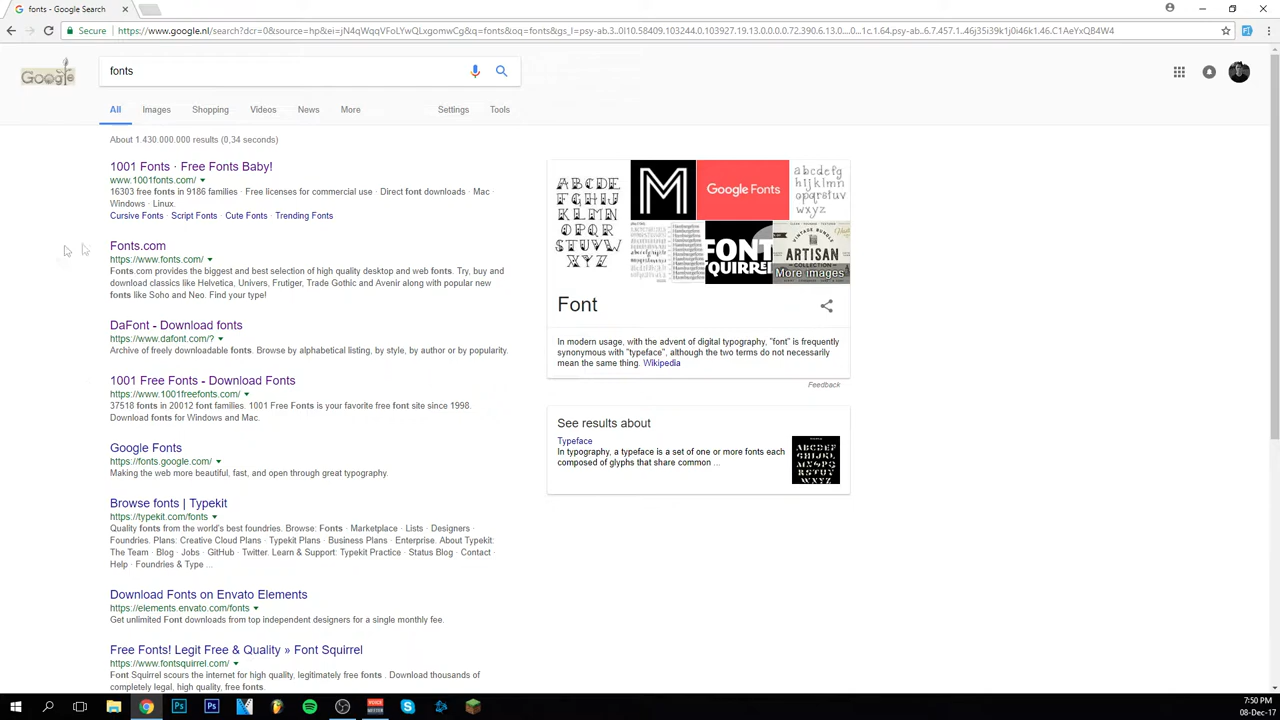 fonts - Google Search
Secure
https://www.google.nl/search?dcr=0&source=hp&ei=jN4qWqqVFoLYwQLxgomwCg&q=fonts&oq=fonts&gs_l=psy-ab.3..0l10.58409.103244.0.103927.19.13.0.0.0.0.72.390.6.13.0....0...1c.1.64.psy-ab..6.7.457.1..46j35i39k1j0i46k1.46.C1AeYxQB4W4
Google
fonts
All Images Shopping Videos News More Settings Tools
About 1.430.000.000 results (0,34 seconds)
1001 Fonts · Free Fonts Baby!
www.1001fonts.com/
16303 free fonts in 9186 families · Free licenses for commercial use · Direct font downloads · Mac ·
Windows · Linux.
Cursive Fonts · Script Fonts · Cute Fonts · Trending Fonts
Fonts.com
https://www.fonts.com/
Fonts.com provides the biggest and best selection of high quality desktop and web fonts. Try, buy and
download classics like Helvetica, Univers, Frutiger, Trade Gothic and Avenir along with popular new
fonts like Soho and Neo. Find your type!
DaFont - Download fonts
https://www.dafont.com/?
Archive of freely downloadable fonts. Browse by alphabetical listing, by style, by author or by popularity.
1001 Free Fonts - Download Fonts
https://www.1001freefonts.com/
37518 fonts in 20012 font families. 1001 Free Fonts is your favorite free font site since 1998.
Download fonts for Windows and Mac.
Google Fonts
https://fonts.google.com/
Making the web more beautiful, fast, and open through great typography.
Browse fonts | Typekit
https://typekit.com/fonts
Quality fonts from the world's best foundries. Browse: Fonts · Marketplace · Lists · Designers ·
Foundries. Plans: Creative Cloud Plans · Typekit Plans · Business Plans · Enterprise. About Typekit:
The Team · Blog · Jobs · GitHub · Twitter. Learn & Support: Typekit Practice · Status Blog · Contact ·
Help · Foundries & Type ...
Download Fonts on Envato Elements
https://elements.envato.com/fonts
Get unlimited Font downloads from top independent designers for a single monthly fee.
Free Fonts! Legit Free & Quality » Font Squirrel
https://www.fontsquirrel.com/
Font Squirrel scours the internet for high quality, legitimately free fonts . Download thousands of
completely legal, high quality, free fonts.
ABCDE
FGHIJ
KLMN
OPQR
STUVW
XYZ
M
Google Fonts
abcdefg
hijklmn
opqrstuv
wxyz
FONT
SQUIRREL
VINTAGE BUNDLE
ARTISAN
COLLECTION
More images
Font
In modern usage, with the advent of digital typography, "font" is frequently
synonymous with "typeface", although the two terms do not necessarily
mean the same thing. Wikipedia
Feedback
See results about
Typeface
In typography, a typeface is a set of one or more fonts each
composed of glyphs that share common ...
ABCDEF
GHIJKL
MNOPQ
RSTUV
WXYZ
Ps
Ps
VOICE
MEETER
7:50 PM
08-Dec-17